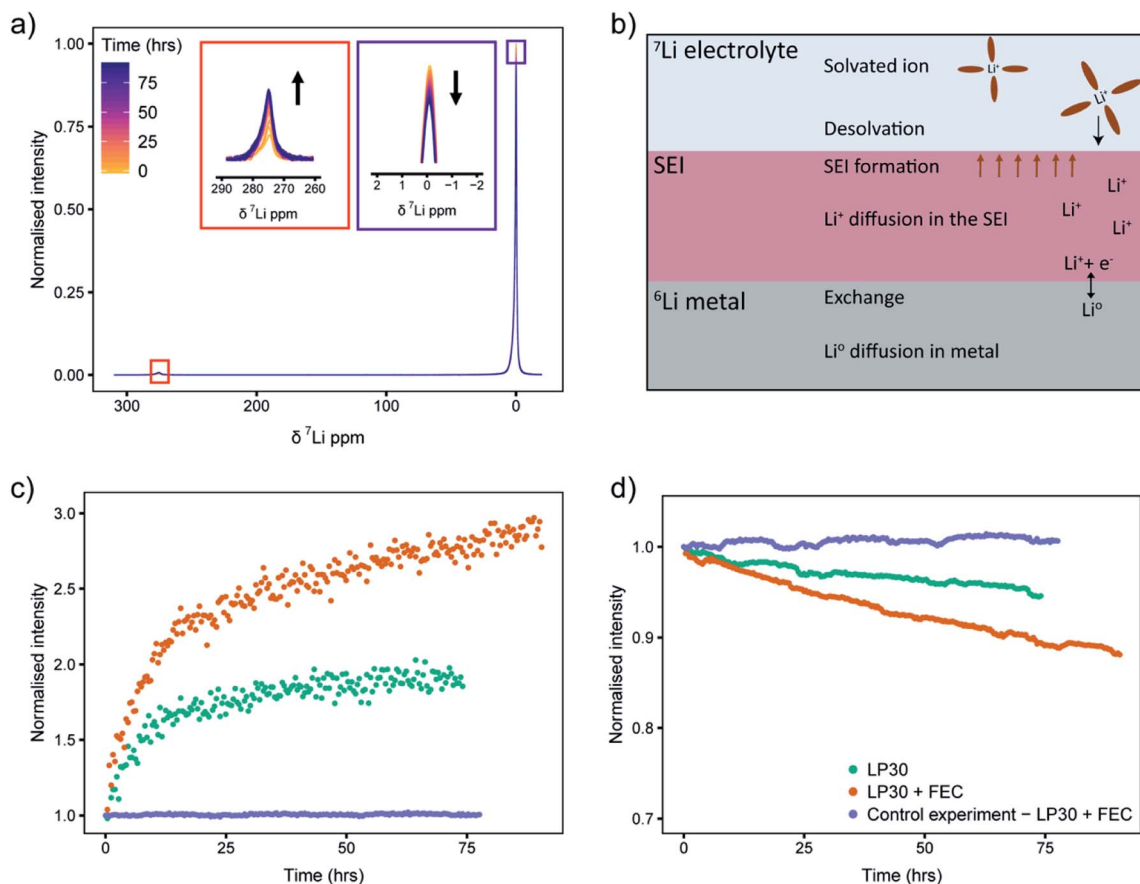 a)
Time (hrs)
75
50
25
0
Normalised intensity
1.00
0.75
0.50
0.25
0.00
290 280 270 260
δ ⁷Li ppm
2 1 0 −1 −2
δ ⁷Li ppm
300 200 100 0
δ ⁷Li ppm
b)
⁷Li electrolyte
Solvated ion
Li⁺
Li⁺
Desolvation
SEI
SEI formation
Li⁺
Li⁺
Li⁺ diffusion in the SEI
Li⁺
Li⁺+ e⁻
⁶Li metal
Exchange
Li⁰
Li⁰ diffusion in metal
c)
Normalised intensity
3.0
2.5
2.0
1.5
1.0
0 25 50 75
Time (hrs)
d)
Normalised intensity
1.0
0.9
0.8
0.7
LP30
LP30 + FEC
Control experiment − LP30 + FEC
0 25 50 75
Time (hrs)